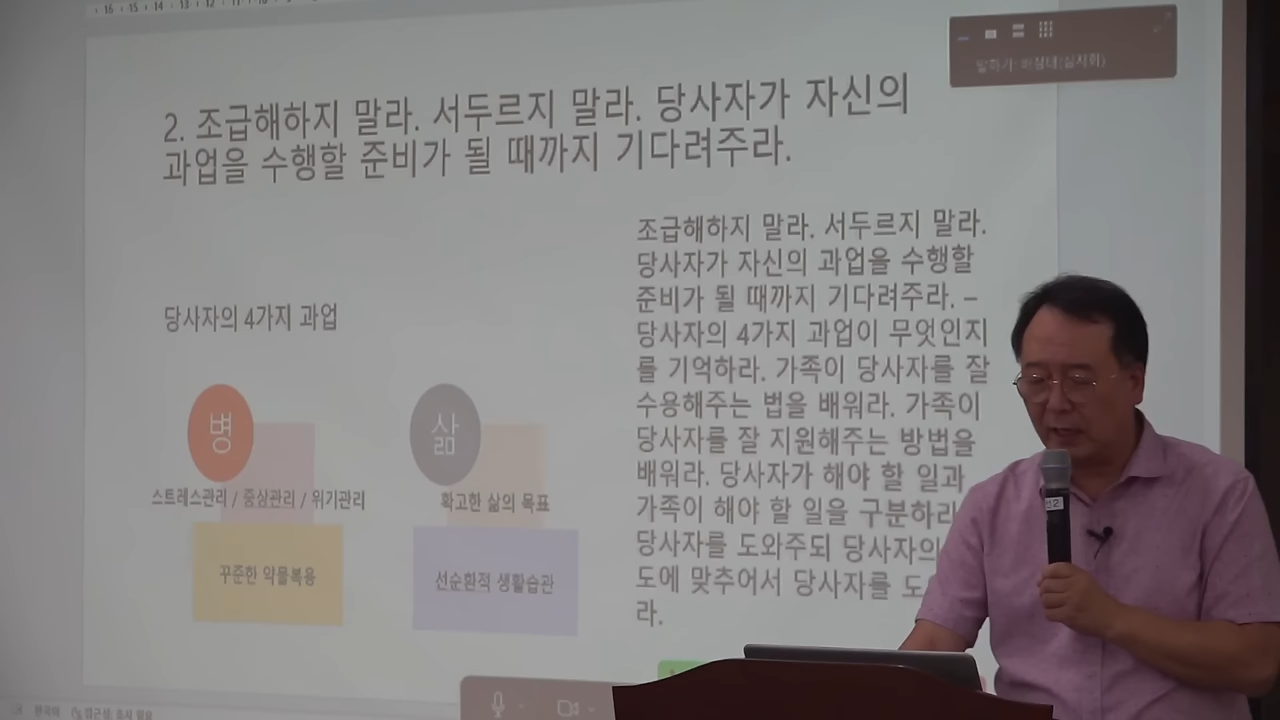 2. 조급해하지 말라. 서두르지 말라. 당사자가 자신의
과업을 수행할 준비가 될 때까지 기다려주라.
당사자의 4가지 과업
병
스트레스관리 / 증상관리 / 위기관리
꾸준한 약물복용
삶
확고한 삶의 목표
선순환적 생활습관
조급해하지 말라. 서두르지 말라.
당사자가 자신의 과업을 수행할
준비가 될 때까지 기다려주라. –
당사자의 4가지 과업이 무엇인지
를 기억하라. 가족이 당사자를 잘
수용해주는 법을 배워라. 가족이
당사자를 잘 지원해주는 방법을
배워라. 당사자가 해야 할 일과
가족이 해야 할 일을 구분하라
당사자를 도와주되 당사자의
도에 맞추어서 당사자를 도
라.
말하기:
한국어